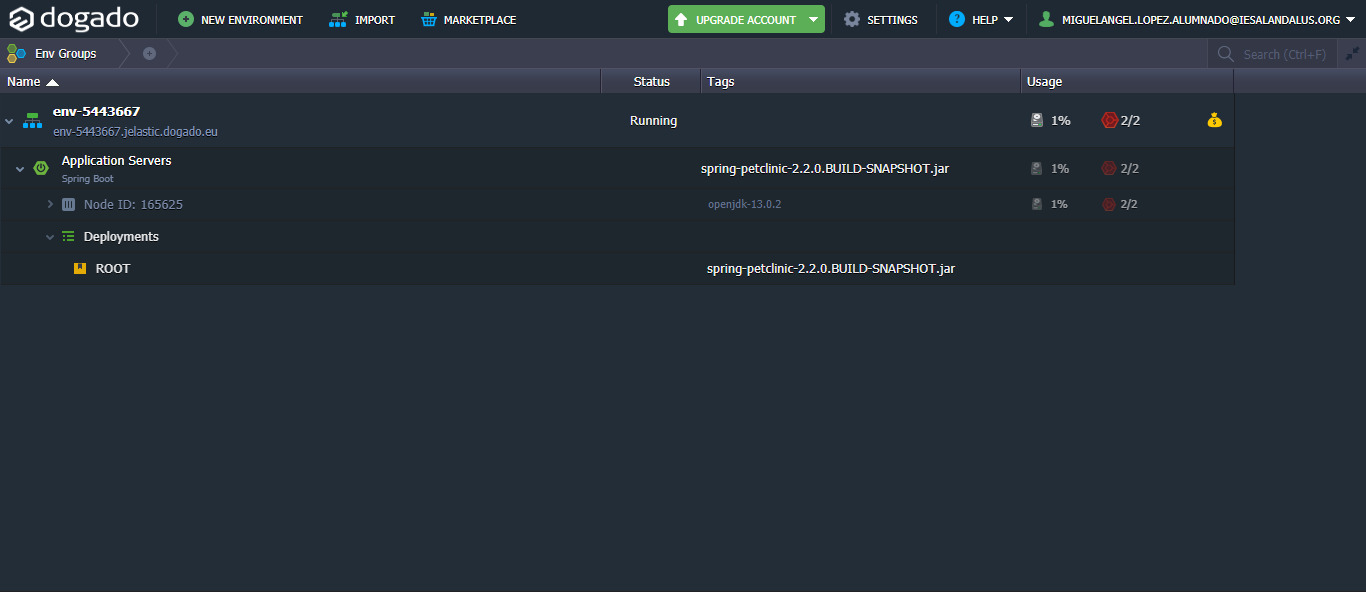 dogado NEW ENVIRONMENT IMPORT MARKETPLACE UPGRADE ACCOUNT SETTINGS ? HELP MIGUELANGEL.LOPEZ.ALUMNADO@IESALANDALUS.ORG
Env Groups Search (Ctrl+F)
Name Status Tags Usage
env-5443667 Running 1% 2/2
env-5443667.jelastic.dogado.eu
Application Servers spring-petclinic-2.2.0.BUILD-SNAPSHOT.jar 1% 2/2
Spring Boot
Node ID: 165625 openjdk-13.0.2 1% 2/2
Deployments
ROOT spring-petclinic-2.2.0.BUILD-SNAPSHOT.jar